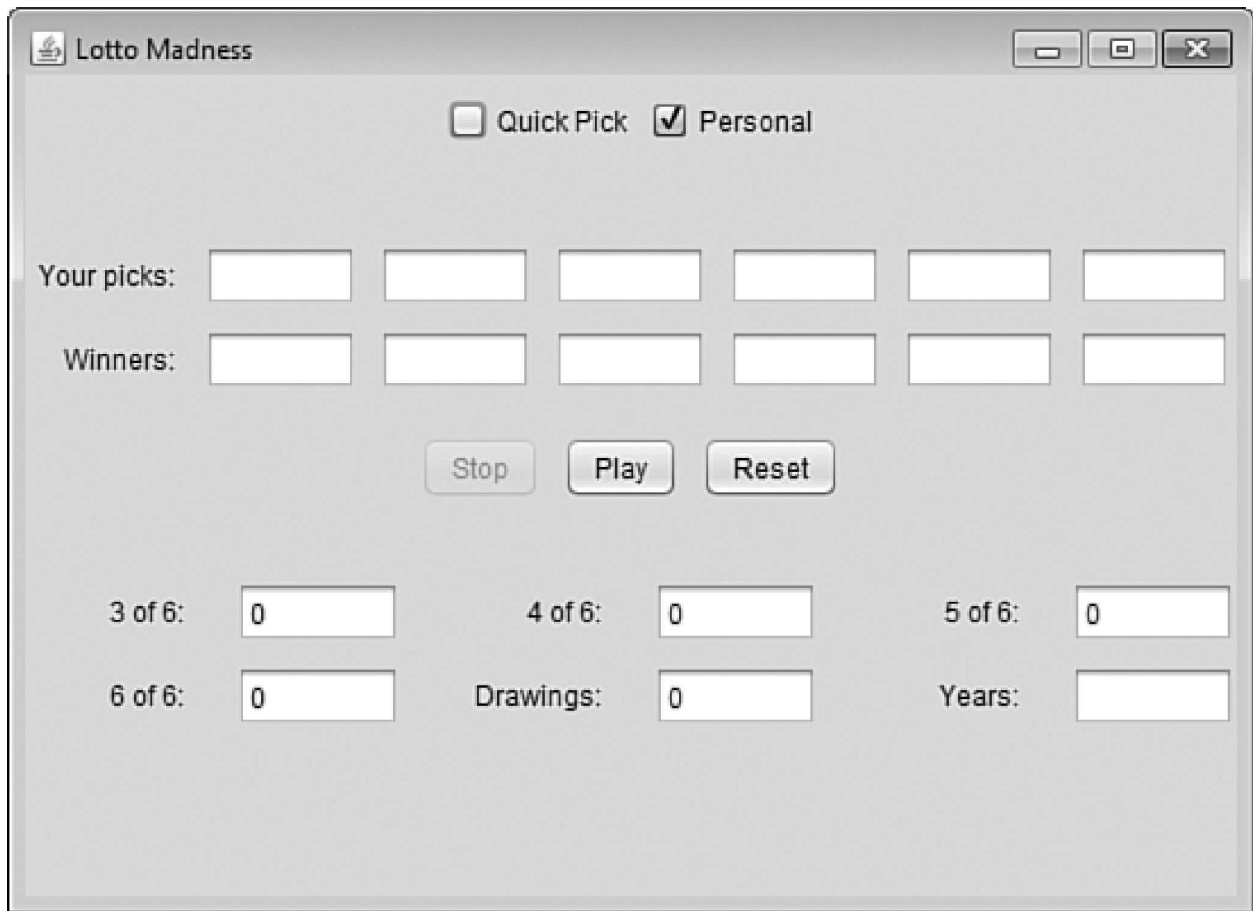 Lotto Madness
Quick Pick Personal
Your picks:
Winners:
Stop Play Reset
3 of 6: 0 4 of 6: 0 5 of 6: 0
6 of 6: 0 Drawings: 0 Years: